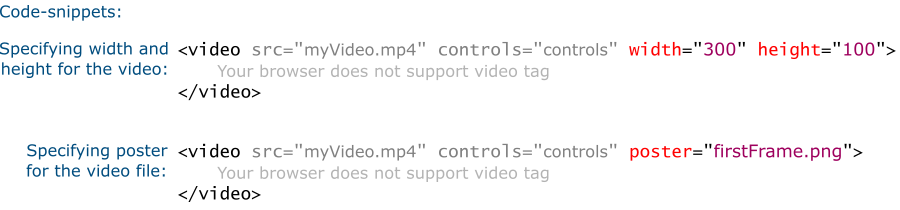 Code-snippets:
Specifying width and
height for the video:
<video src="myVideo.mp4" controls="controls" width="300" height="100">
Your browser does not support video tag
</video>
Specifying poster
for the video file:
<video src="myVideo.mp4" controls="controls" poster="firstFrame.png">
Your browser does not support video tag
</video>